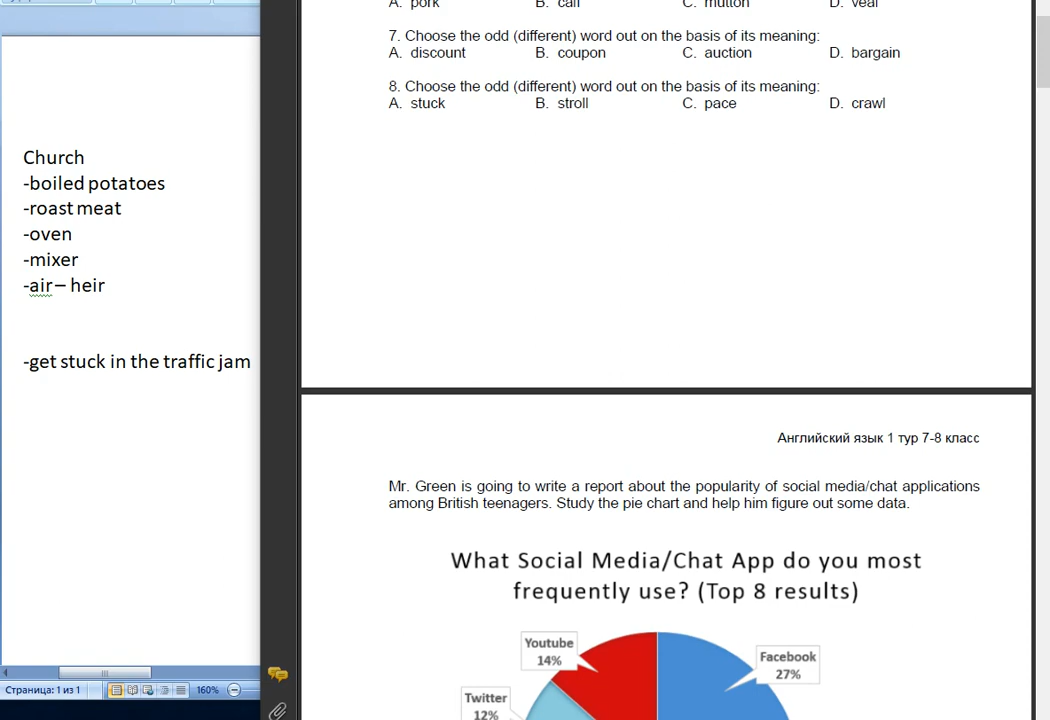 Church
-boiled potatoes
-roast meat
-oven
-mixer
-air – heir
-get stuck in the traffic jam
Страница: 1 из 1
160%
A. pork B. calf C. mutton D. veal
7. Choose the odd (different) word out on the basis of its meaning:
A. discount B. coupon C. auction D. bargain
8. Choose the odd (different) word out on the basis of its meaning:
A. stuck B. stroll C. pace D. crawl
Английский язык 1 тур 7-8 класс
Mr. Green is going to write a report about the popularity of social media/chat applications
among British teenagers. Study the pie chart and help him figure out some data.
What Social Media/Chat App do you most
frequently use? (Top 8 results)
Youtube
14%
Facebook
27%
Twitter
12%